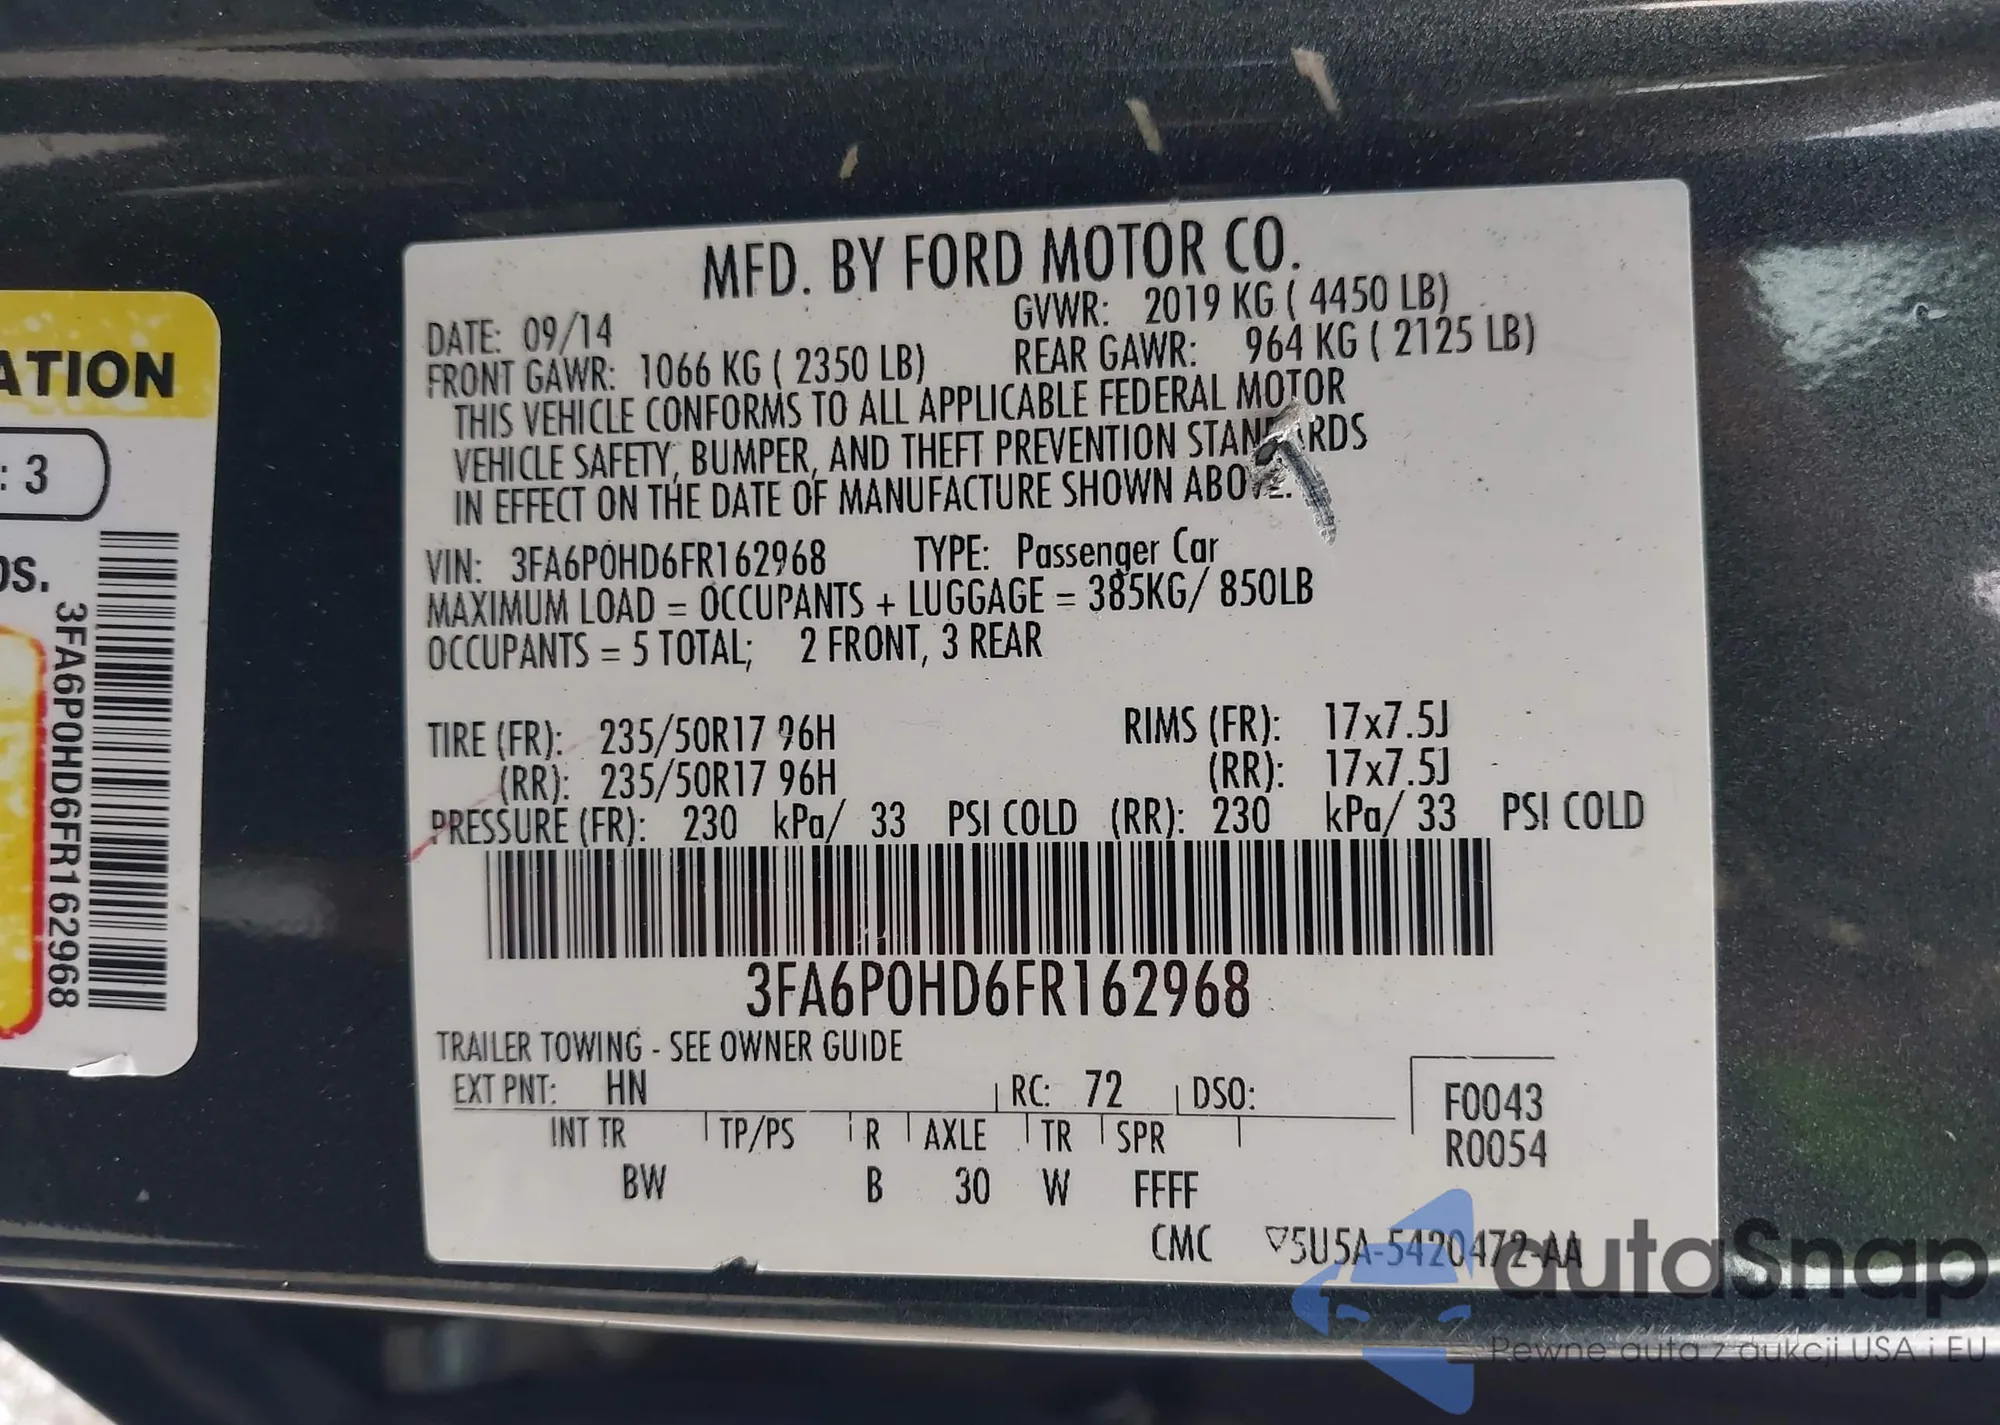 ATION
: 3
3FA6P0HD6FR162968
MFD. BY FORD MOTOR CO.
DATE: 09/14 GVWR: 2019 KG ( 4450 LB)
FRONT GAWR: 1066 KG ( 2350 LB) REAR GAWR: 964 KG ( 2125 LB)
THIS VEHICLE CONFORMS TO ALL APPLICABLE FEDERAL MOTOR
VEHICLE SAFETY, BUMPER, AND THEFT PREVENTION STANDARDS
IN EFFECT ON THE DATE OF MANUFACTURE SHOWN ABOVE.
VIN: 3FA6P0HD6FR162968 TYPE: Passenger Car
MAXIMUM LOAD = OCCUPANTS + LUGGAGE = 385KG/ 850LB
OCCUPANTS = 5 TOTAL; 2 FRONT, 3 REAR
TIRE (FR): 235/50R17 96H RIMS (FR): 17x7.5J
(RR): 235/50R17 96H (RR): 17x7.5J
PRESSURE (FR): 230 kPa/ 33 PSI COLD (RR): 230 kPa/ 33 PSI COLD
3FA6P0HD6FR162968
TRAILER TOWING - SEE OWNER GUIDE
EXT PNT: HN RC: 72 DSO: F0043
INT TR TP/PS R AXLE TR SPR R0054
BW B 30 W FFFF
CMC ▽5U5A-5420472-AA
autaSnap
Pewne auta z aukcji USA i EU